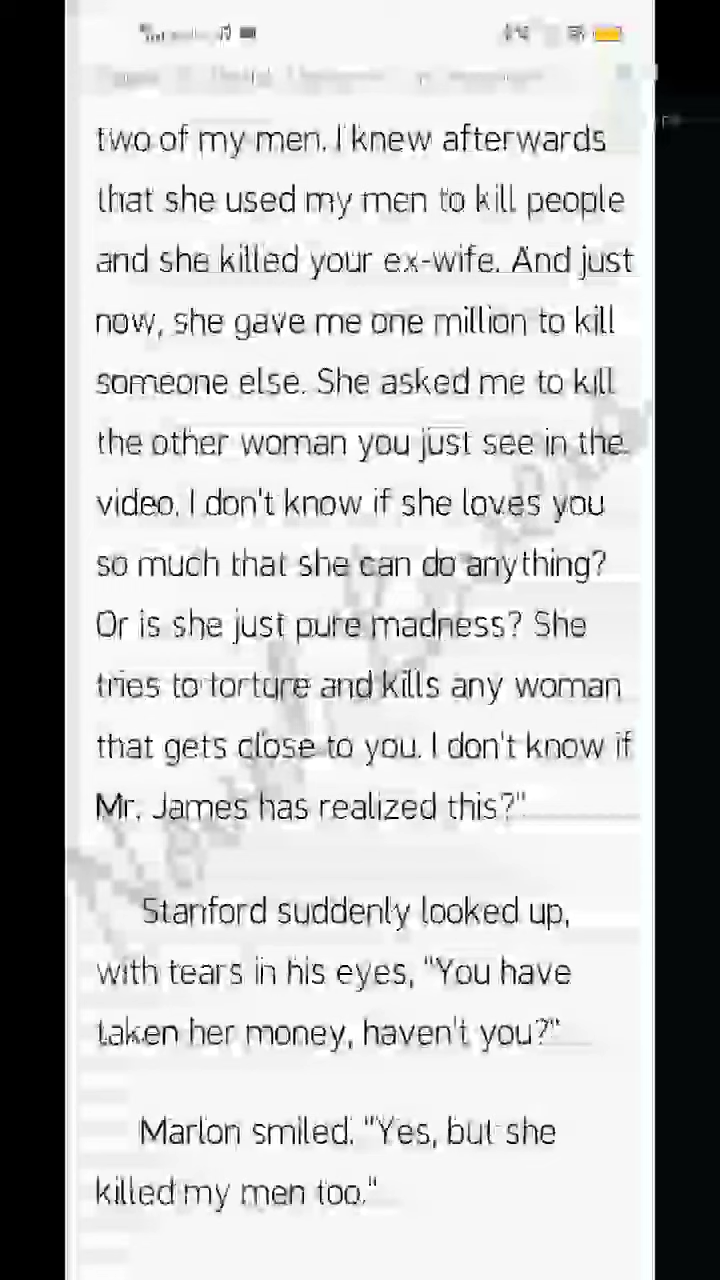 two of my men. I knew afterwards
that she used my men to kill people
and she killed your ex-wife. And just
now, she gave me one million to kill
someone else. She asked me to kill
the other woman you just see in the
video. I don't know if she loves you
so much that she can do anything?
Or is she just pure madness? She
tries to torture and kills any woman
that gets close to you. I don't know if
Mr. James has realized this?"
Stanford suddenly looked up,
with tears in his eyes, "You have
taken her money, haven't you?"
Marlon smiled. "Yes, but she
killed my men too."